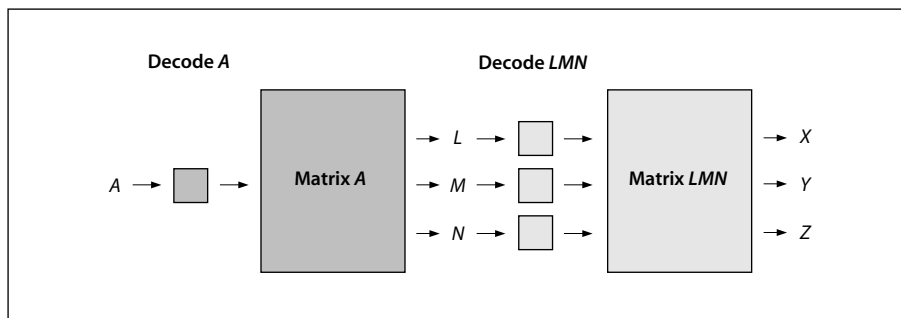 Decode A Decode LMN
L X
A Matrix A M Matrix LMN Y
N Z